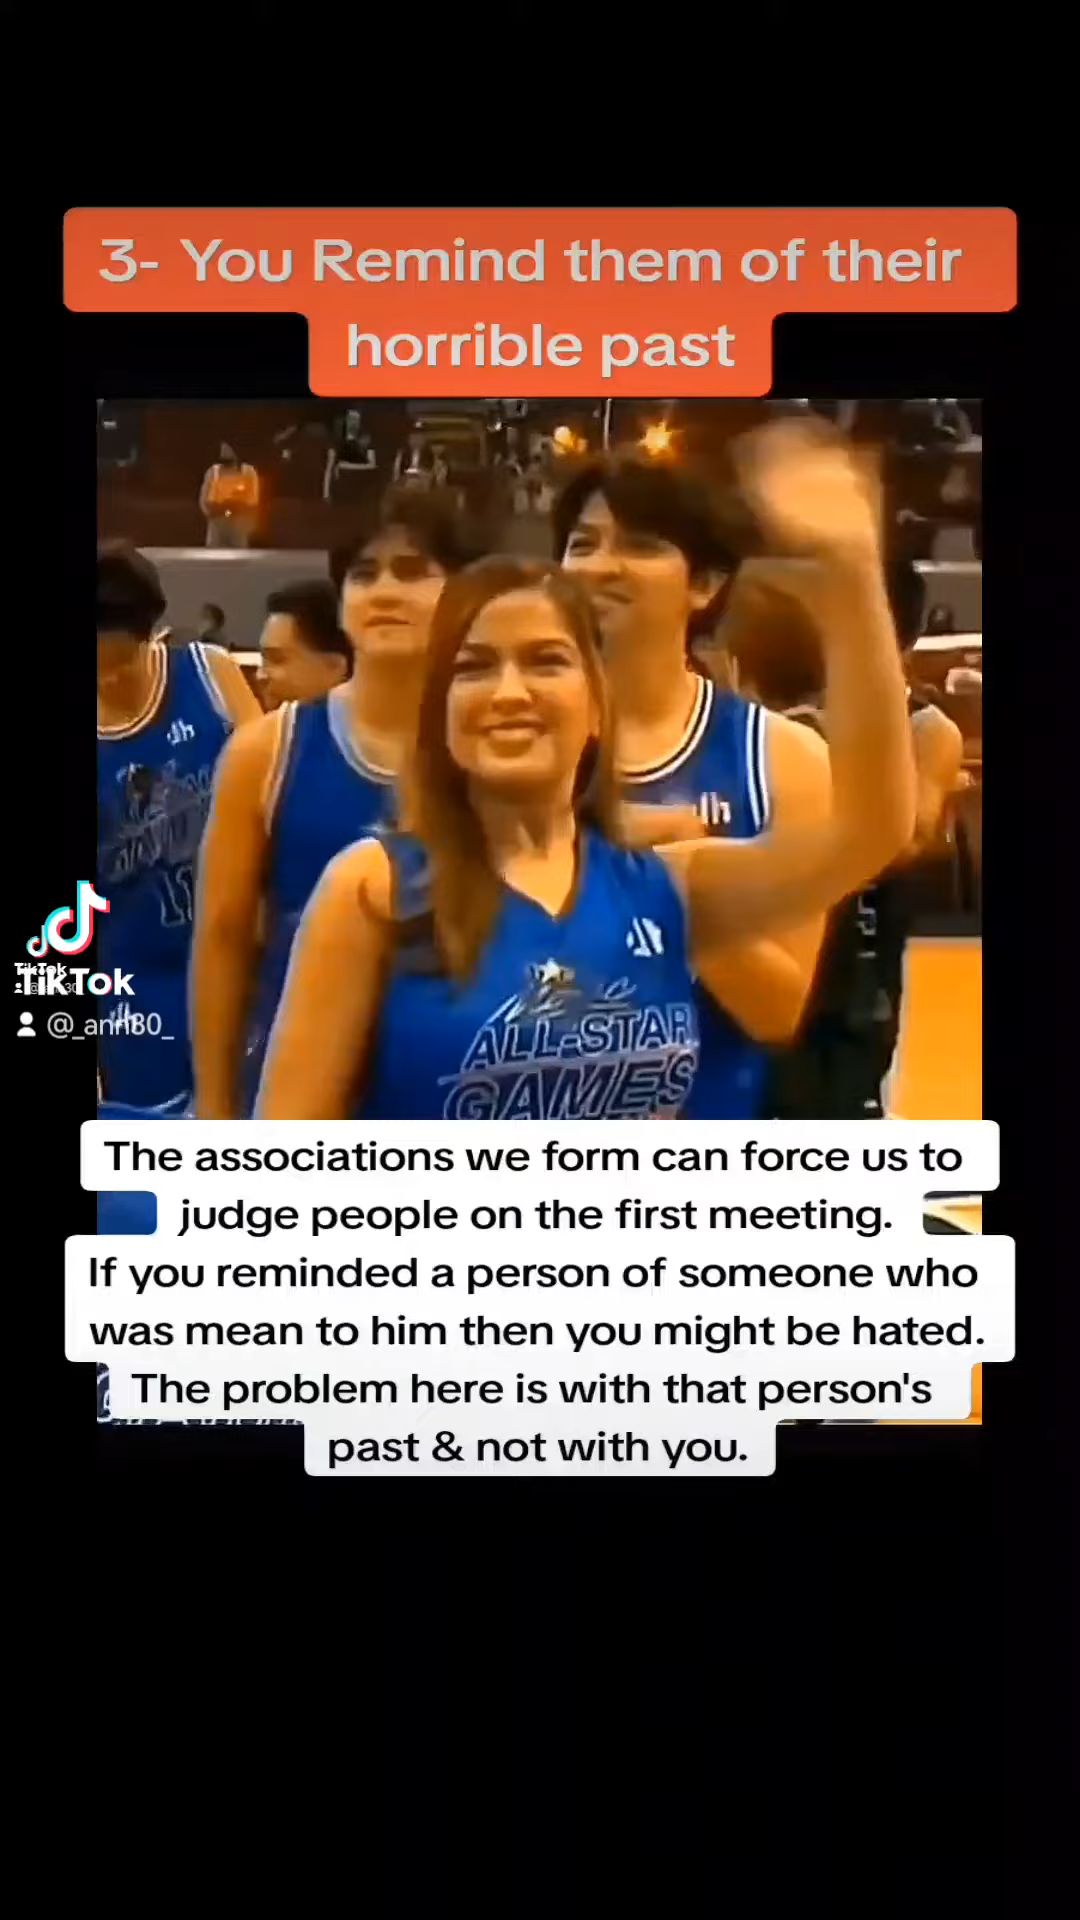 3- You Remind them of their
horrible past
ALL-STAR
GAMES
TikTok
TikTok
@_ann80_
The associations we form can force us to
judge people on the first meeting.
If you reminded a person of someone who
was mean to him then you might be hated.
The problem here is with that person's
past & not with you.